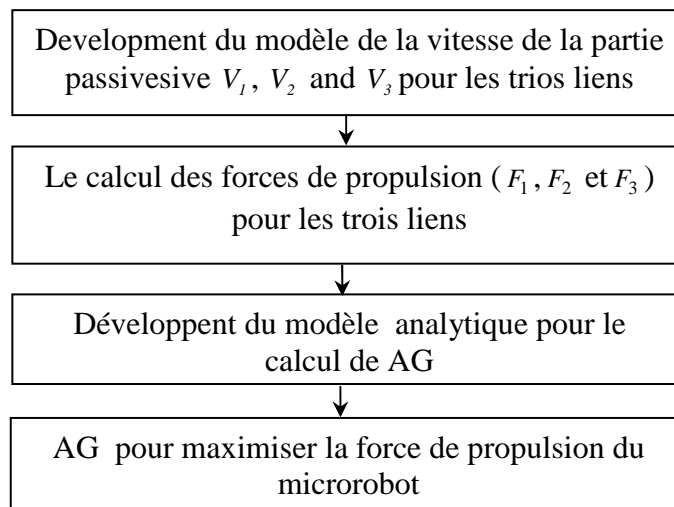 Development du modèle de la vitesse de la partie
passivesive V₁, V₂ and V₃ pour les trios liens
Le calcul des forces de propulsion ( F₁, F₂ et F₃ )
pour les trois liens
Développent du modèle analytique pour le
calcul de AG
AG pour maximiser la force de propulsion du
microrobot